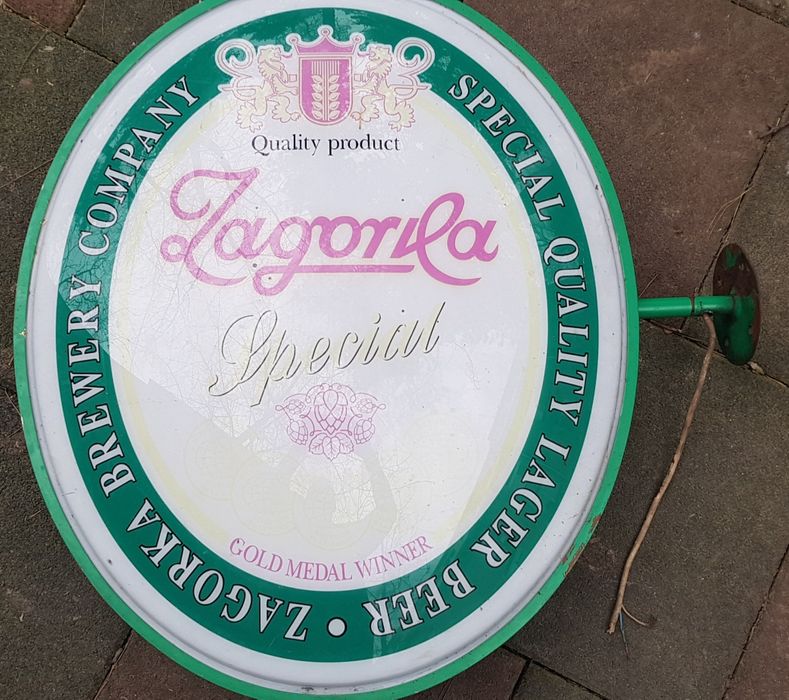 Quality product
Zagorka
Special
GOLD MEDAL WINNER
ZAGORKA BREWERY COMPANY
SPECIAL QUALITY LAGER BEER